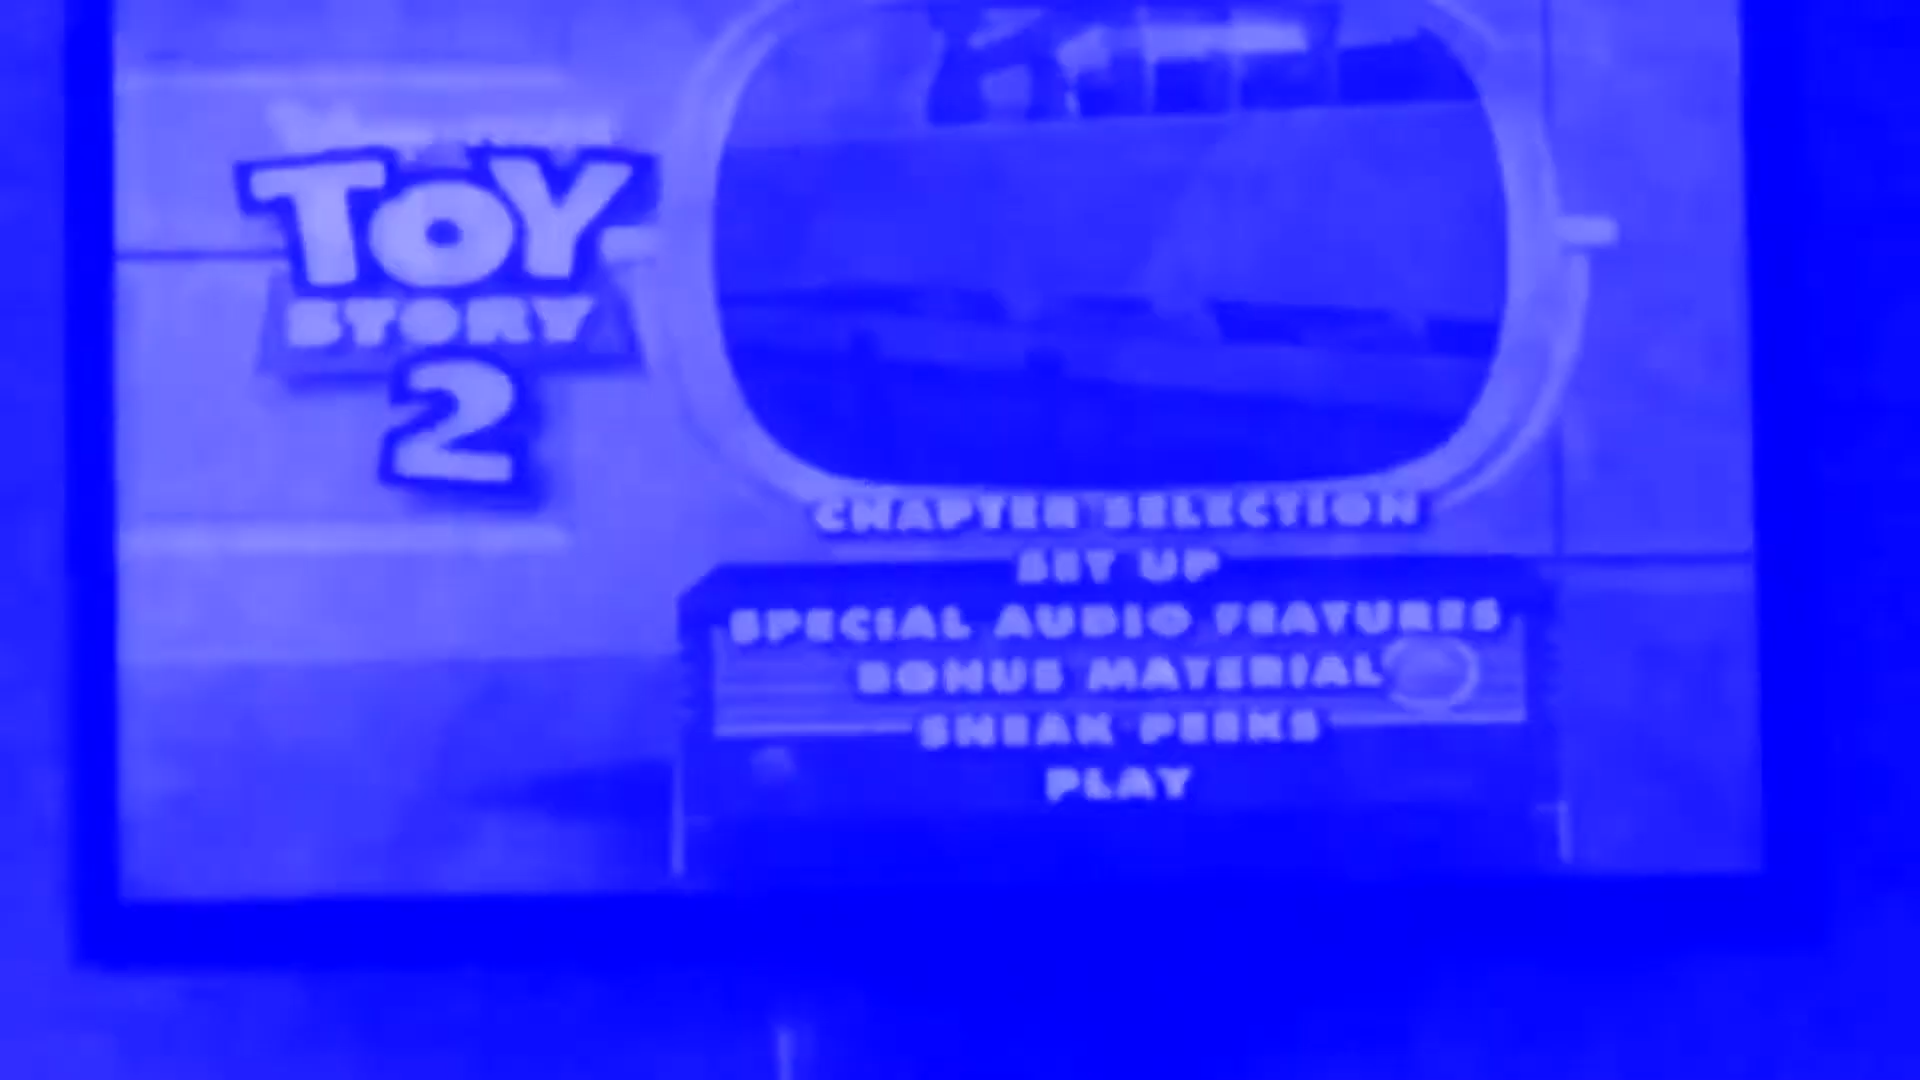 TOY
STORY
2
CHAPTER SELECTION
SET UP
SPECIAL AUDIO FEATURES
BONUS MATERIAL
SNEAK PEEKS
PLAY